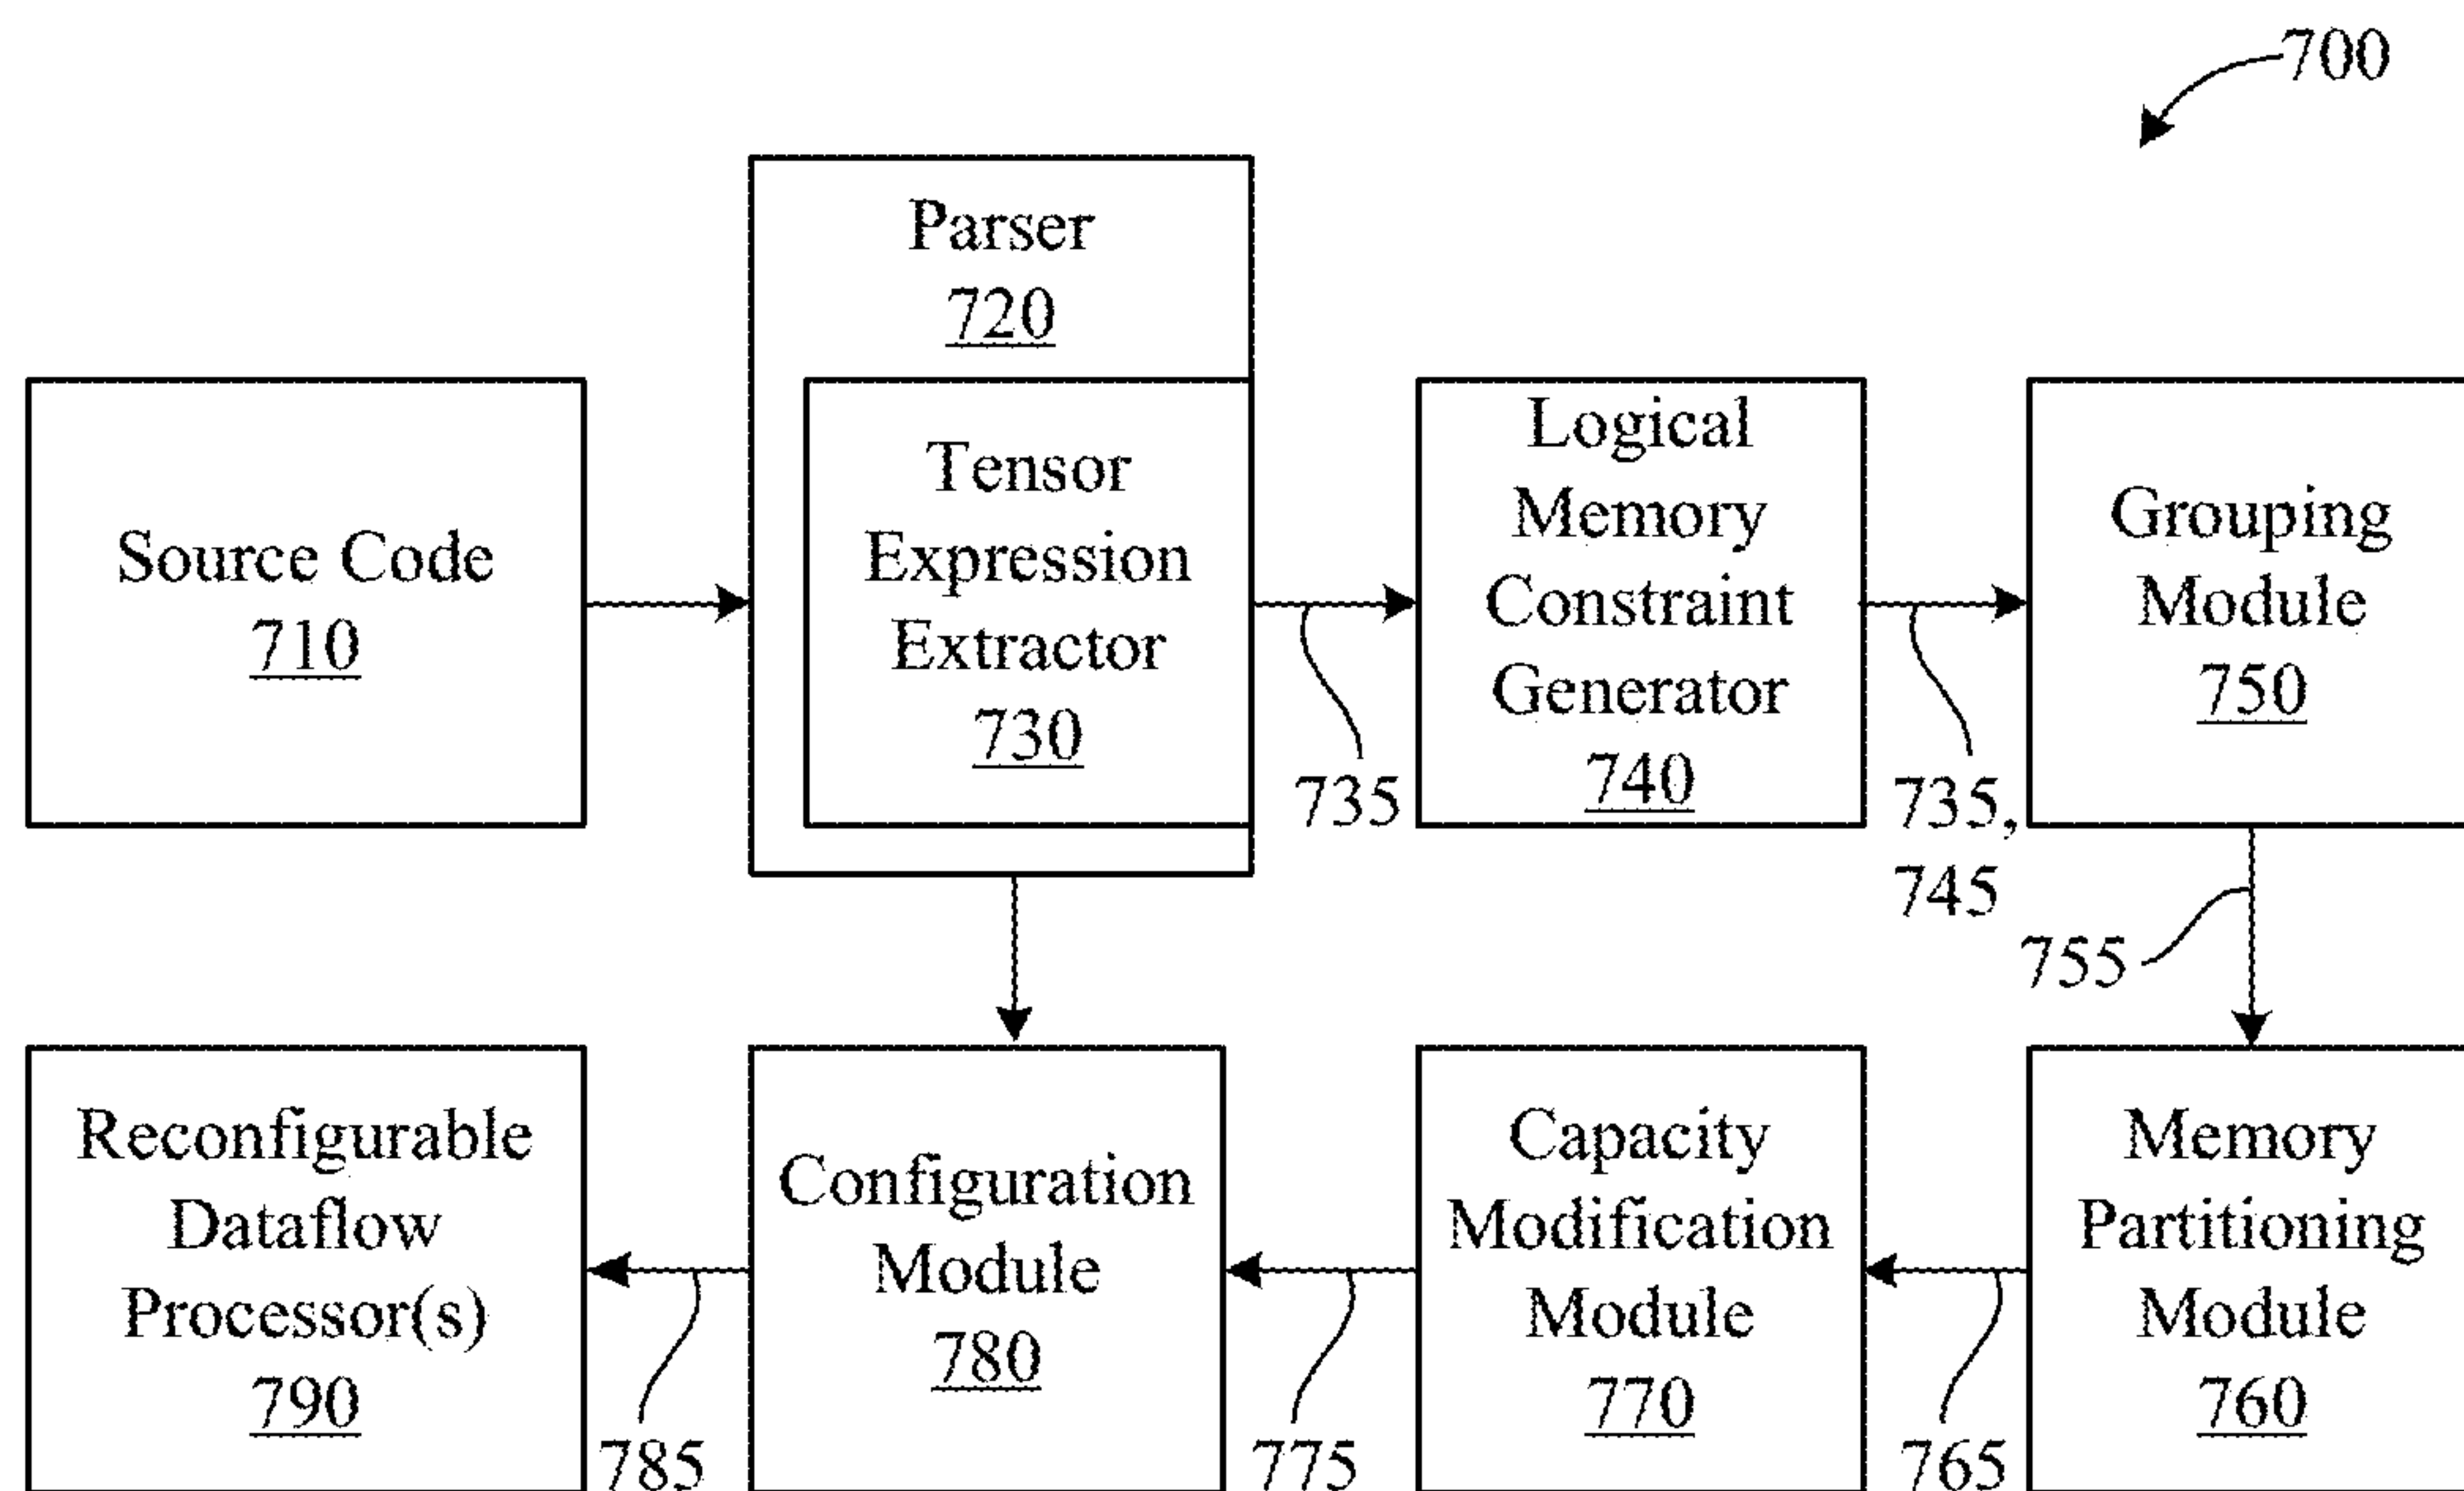 700
Parser
720
Source Code
710
Tensor
Expression
Extractor
730
735
Logical
Memory
Constraint
Generator
740
735,
745
Grouping
Module
750
755
Reconfigurable
Dataflow
Processor(s)
790
785
Configuration
Module
780
775
Capacity
Modification
Module
770
765
Memory
Partitioning
Module
760